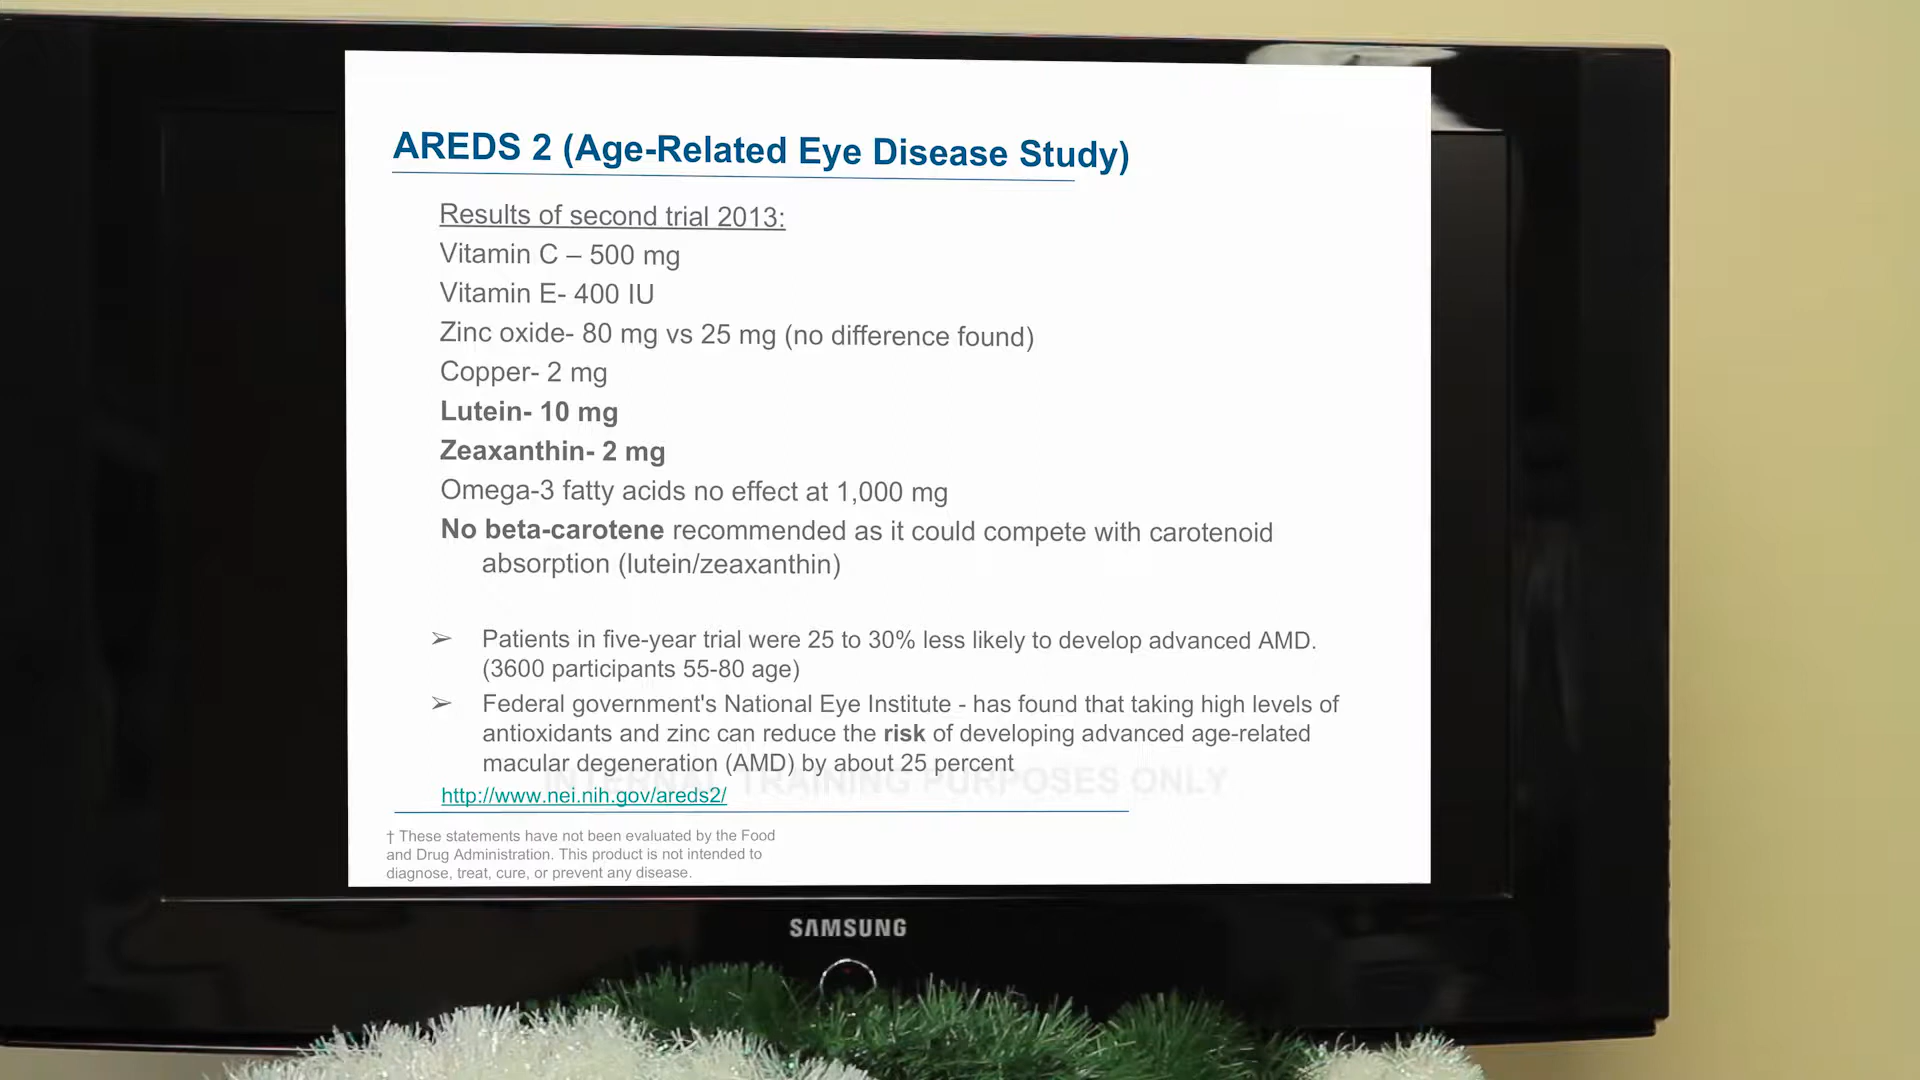 AREDS 2 (Age-Related Eye Disease Study)
Results of second trial 2013:
Vitamin C – 500 mg
Vitamin E- 400 IU
Zinc oxide- 80 mg vs 25 mg (no difference found)
Copper- 2 mg
Lutein- 10 mg
Zeaxanthin- 2 mg
Omega-3 fatty acids no effect at 1,000 mg
No beta-carotene recommended as it could compete with carotenoid
absorption (lutein/zeaxanthin)
➢ Patients in five-year trial were 25 to 30% less likely to develop advanced AMD.
(3600 participants 55-80 age)
➢ Federal government's National Eye Institute - has found that taking high levels of
antioxidants and zinc can reduce the risk of developing advanced age-related
macular degeneration (AMD) by about 25 percent
INTERNAL TRAINING PURPOSES ONLY
http://www.nei.nih.gov/areds2/
† These statements have not been evaluated by the Food
and Drug Administration. This product is not intended to
diagnose, treat, cure, or prevent any disease.
SAMSUNG